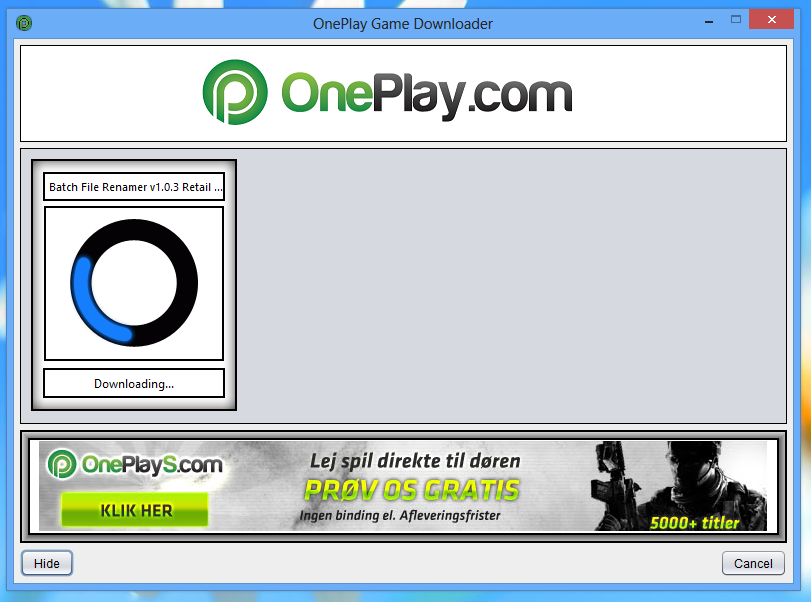 OnePlay Game Downloader
OnePlay.com
Batch File Renamer v1.0.3 Retail ...
Downloading...
OnePlayS.com
KLIK HER
Lej spil direkte til døren
PRØV OS GRATIS
Ingen binding el. Afleveringsfrister
5000+ titler
Hide
Cancel